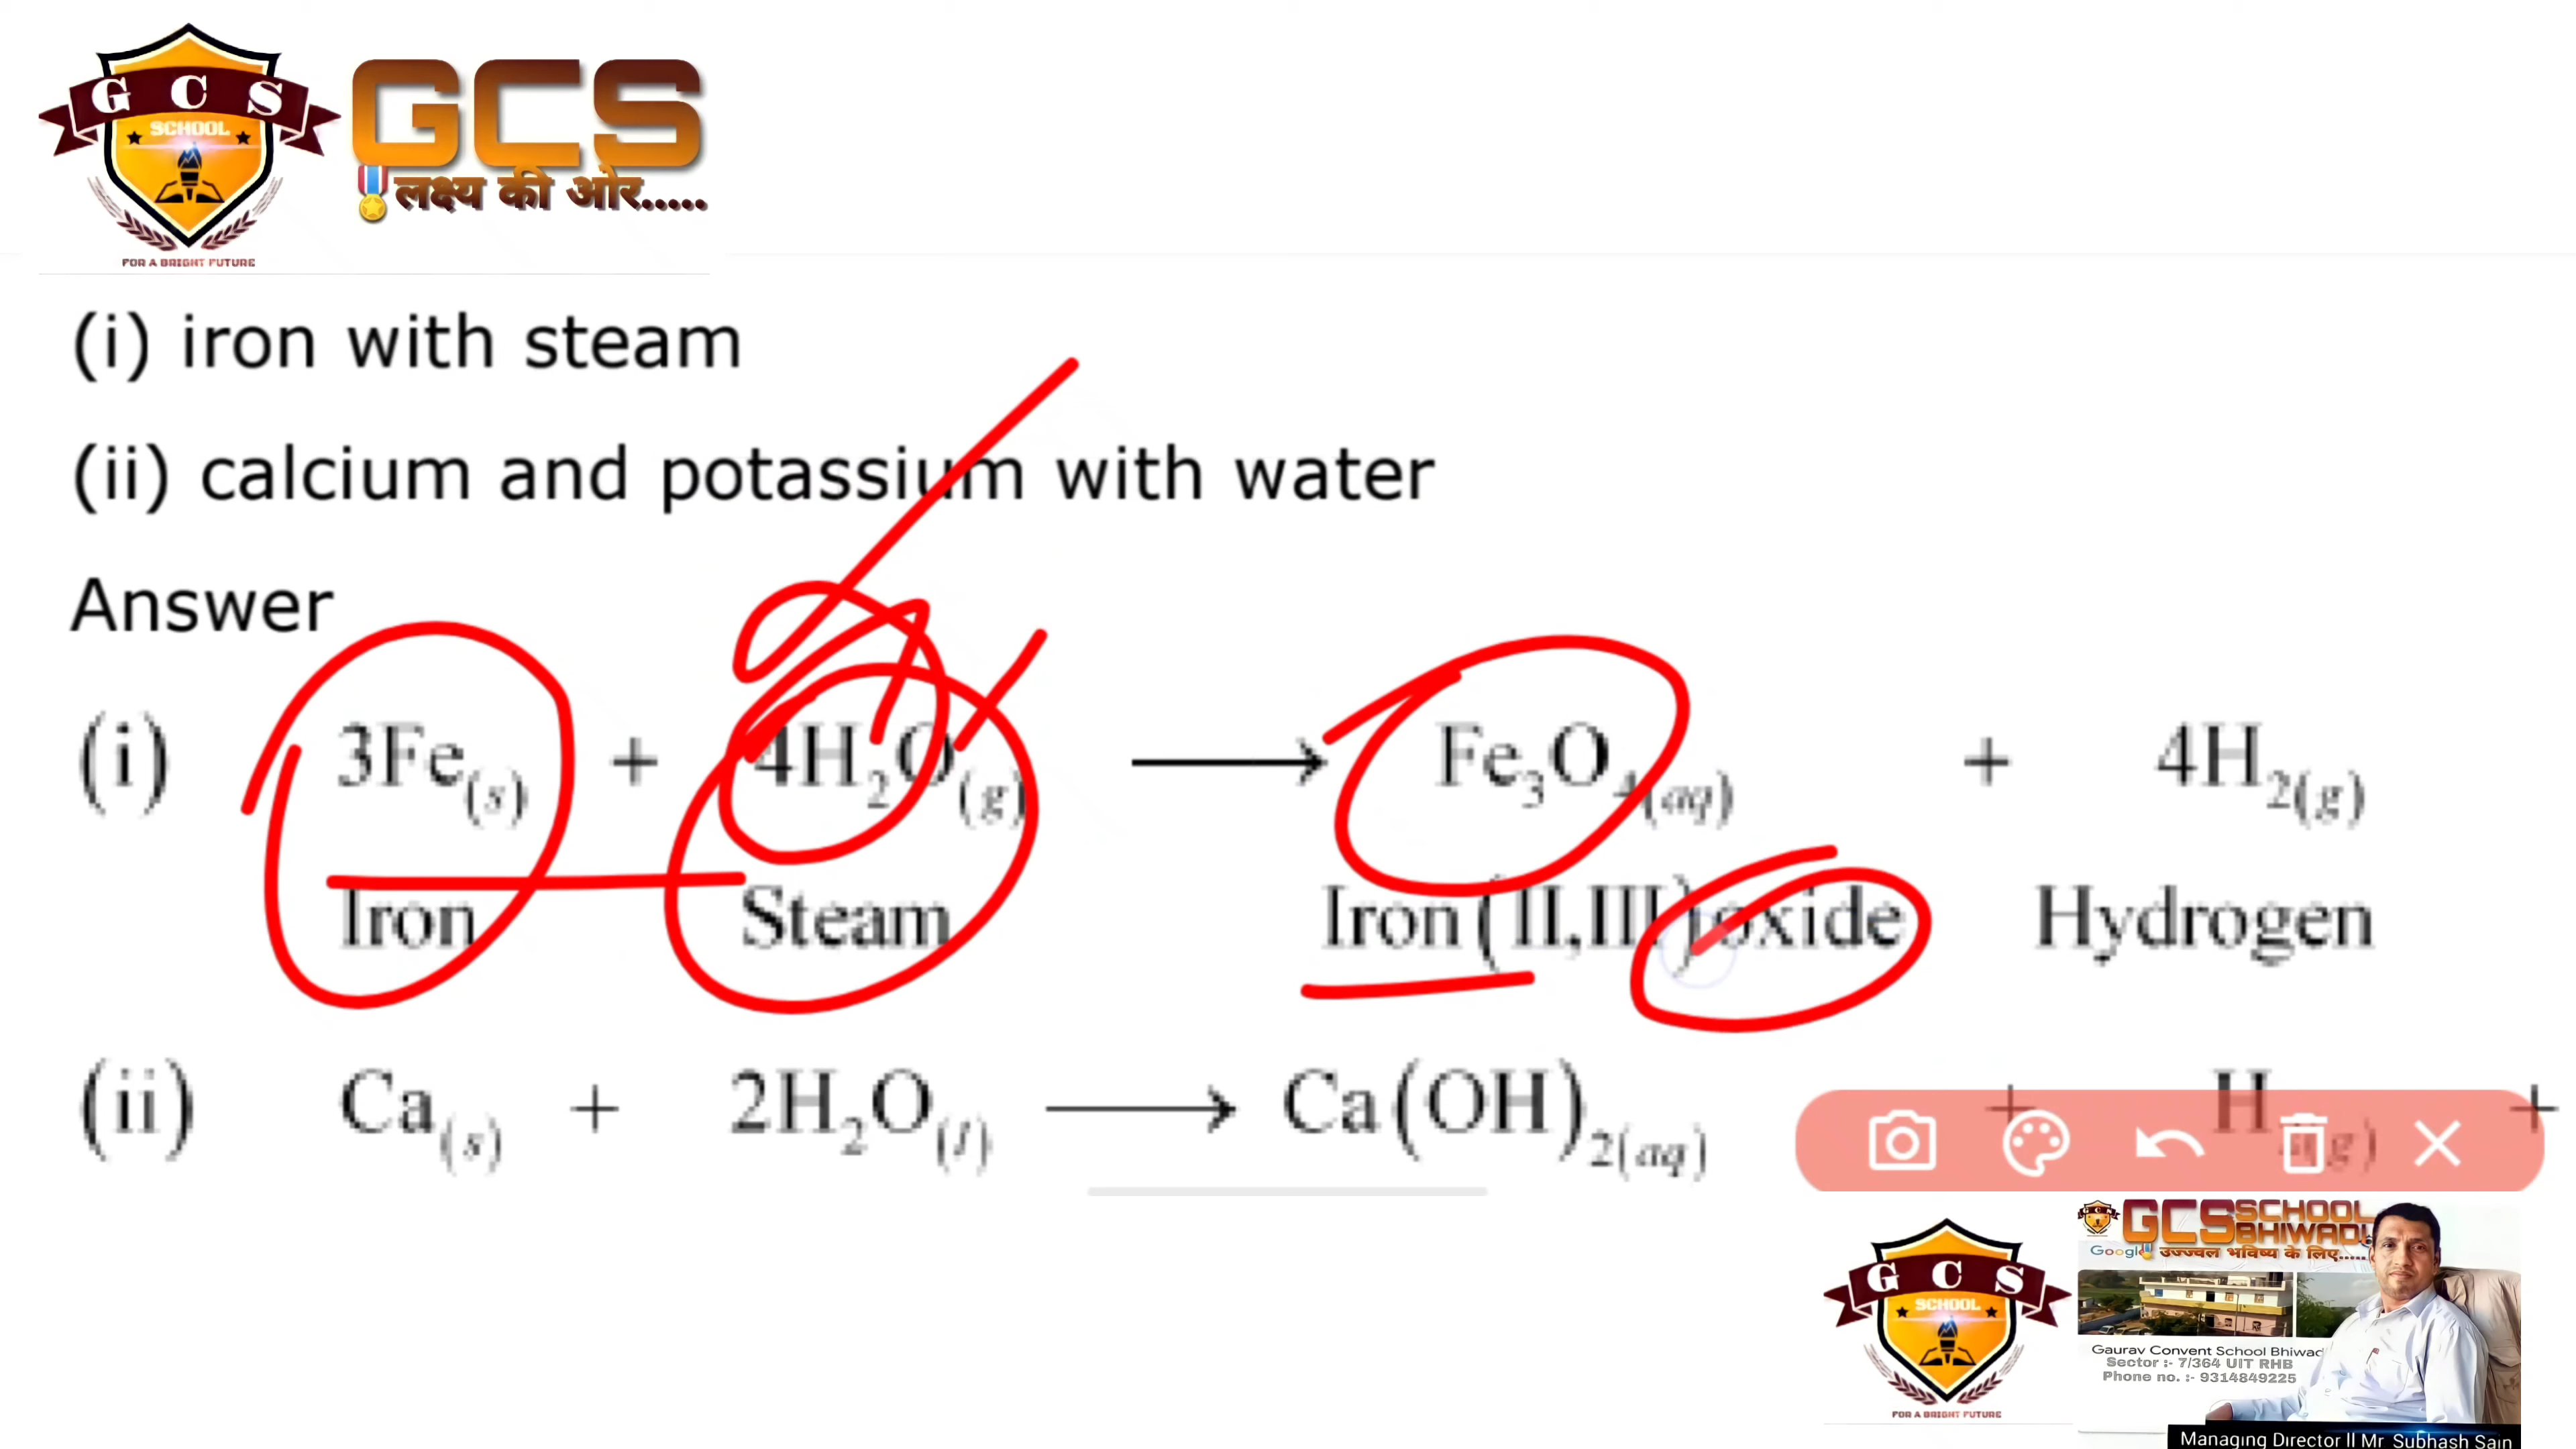 G C S
SCHOOL
FOR A BRIGHT FUTURE
GCS
लक्ष्य की ओर.....
(i) iron with steam
(ii) calcium and potassium with water
Answer
(i) 3Fe(s) + 4H2O(g) ⟶ Fe3O4(aq) + 4H2(g)
Iron Steam Iron (II,III) oxide Hydrogen
(ii) Ca(s) + 2H2O(l) ⟶ Ca(OH)2(aq) + H (g) +
G C S
SCHOOL
FOR A BRIGHT FUTURE
GCS SCHOOL BHIWADI
Google उज्ज्वल भविष्य के लिए.....
Gaurav Convent School Bhiwad
Sector :- 7/364 UIT RHB
Phone no. :- 9314849225
Managing Director II Mr Subhash Sain